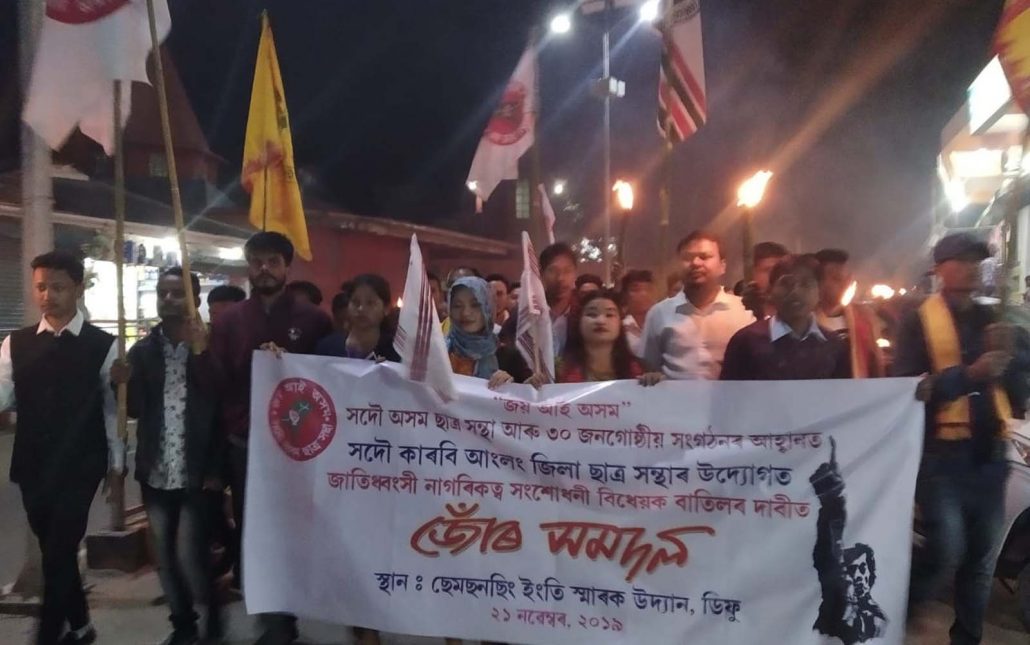 "জয় আই অসম"
সদৌ অসম ছাত্ৰ সন্থা আৰু ৩০ জনগোষ্ঠীয় সংগঠনৰ আহ্বানত
সদৌ কাৰবি আংলং জিলা ছাত্ৰ সন্থাৰ উদ্যোগত
জাতিধ্বংসী নাগৰিকত্ব সংশোধনী বিধেয়ক বাতিলৰ দাবীত
জোঁৰ সমদল
স্থান : ছেমছনছিং ইংতি স্মাৰক উদ্যান, ডিফু
২১ নৱেম্বৰ, ২০১৯